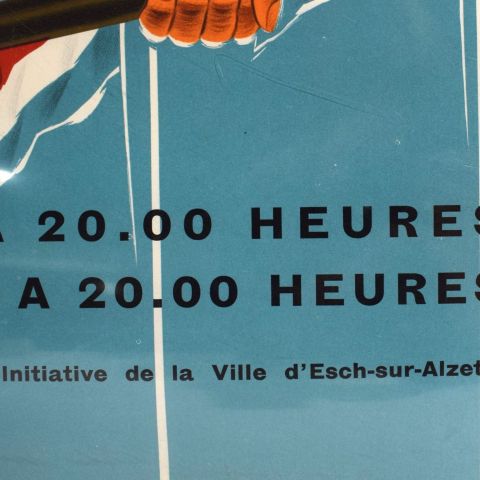 A 20.00 HEURES
A 20.00 HEURES
Initiative de la Ville d'Esch-sur-Alzet